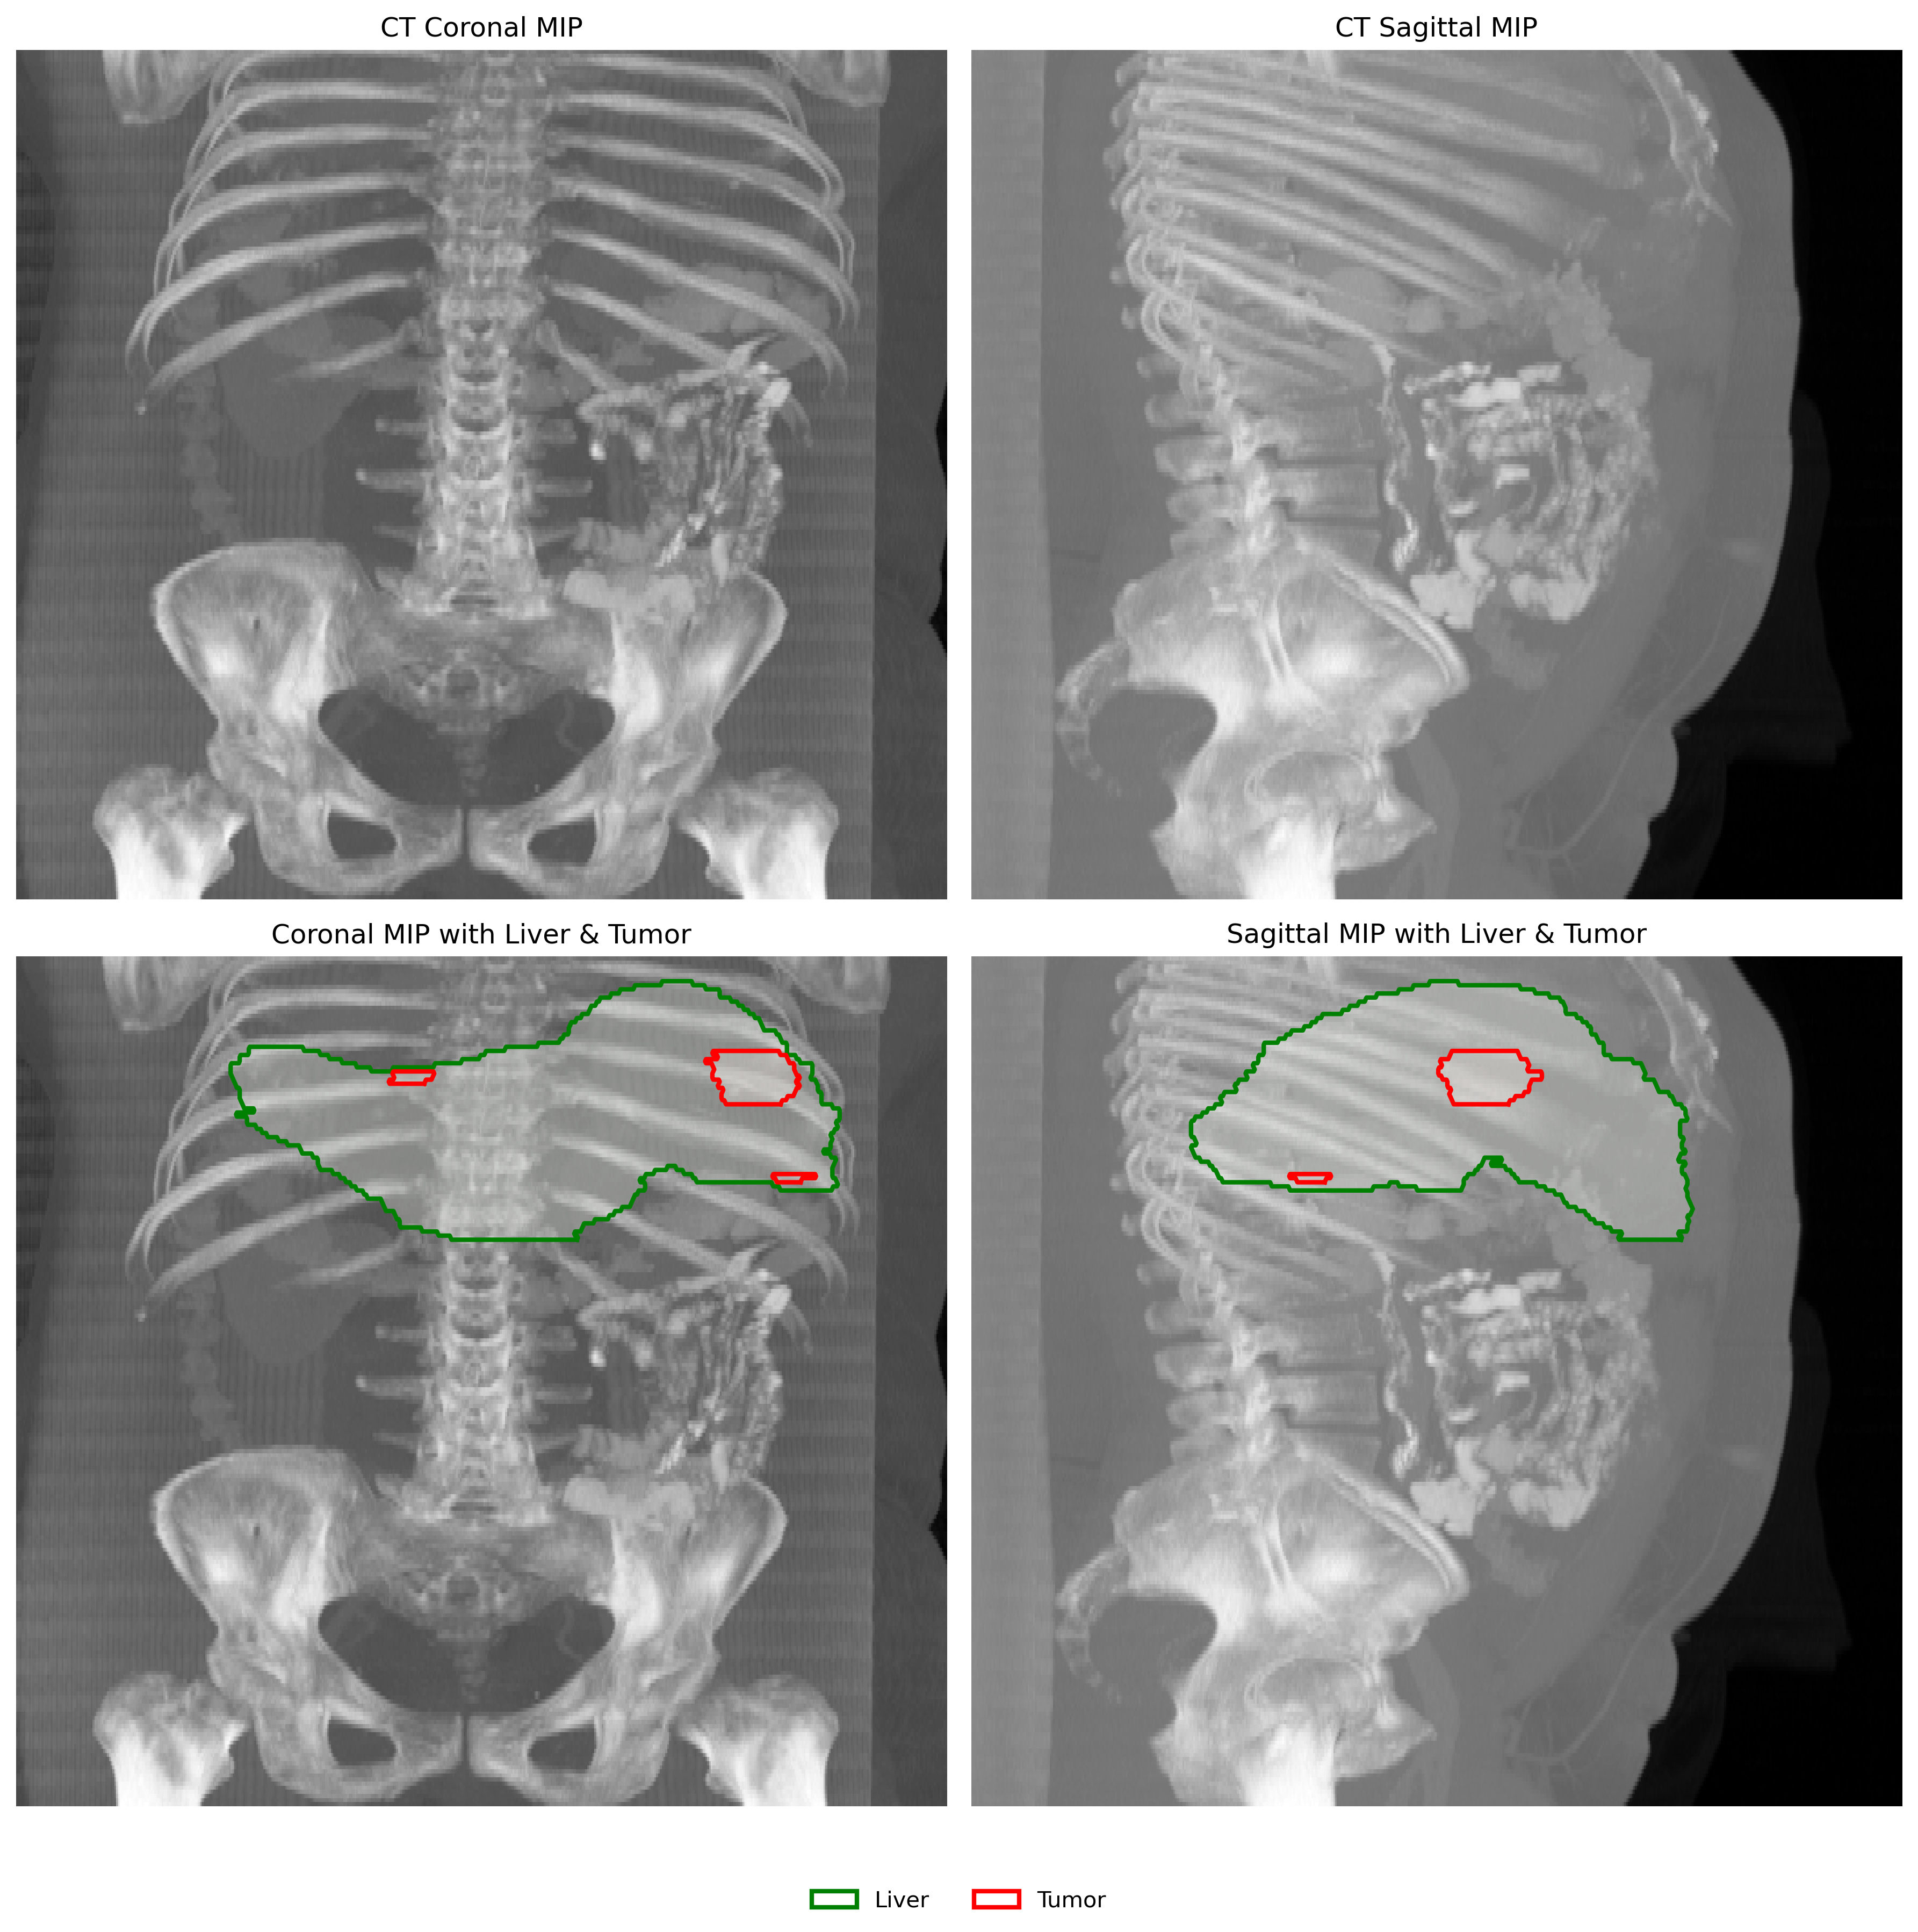 CT Coronal MIP
CT Sagittal MIP
Coronal MIP with Liver & Tumor
Sagittal MIP with Liver & Tumor
Liver
Tumor